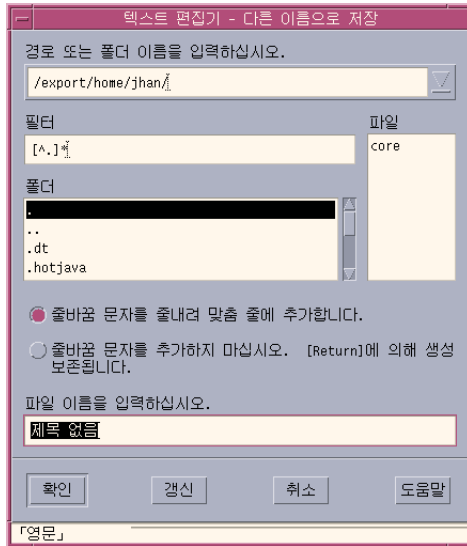 텍스트 편집기 - 다른 이름으로 저장
경로 또는 폴더 이름을 입력하십시오.
/export/home/jhan/
필터
파일
[^.]*
core
폴더
.
..
.dt
.hotjava
줄바꿈 문자를 줄내려 맞춤 줄에 추가합니다.
줄바꿈 문자를 추가하지 마십시오. [Return]에 의해 생성
보존됩니다.
파일 이름을 입력하십시오.
제목 없음
확인
갱신
취소
도움말
「영문」